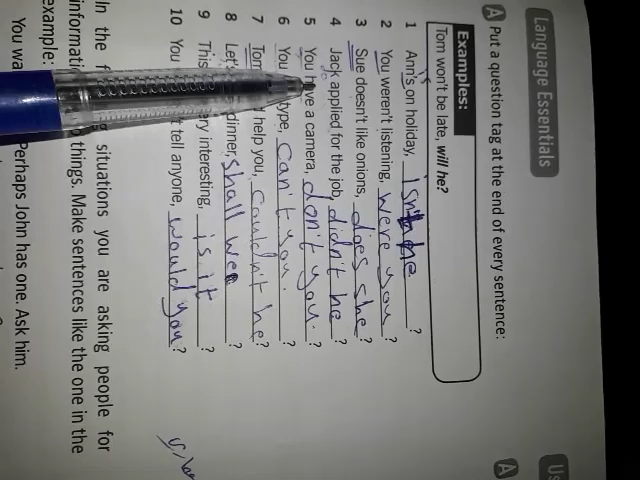 Language Essentials
A Put a question tag at the end of every sentence:
Examples:
Tom won't be late, will he?
1 Ann's on holiday, isn't he ?
2 You weren't listening, were you ?
3 Sue doesn't like onions, does she ?
4 Jack applied for the job, didn't he ?
5 You have a camera, don't you. ?
6 You type, can't you. ?
7 Tom help you, couldn't he ?
8 Let's dinner, shall we ?
9 This ery interesting, is it ?
10 You 't tell anyone, would you ?
In the f g situations you are asking people for
informati o things. Make sentences like the one in the
example:
You wa Perhaps John has one. Ask him.
Us
A